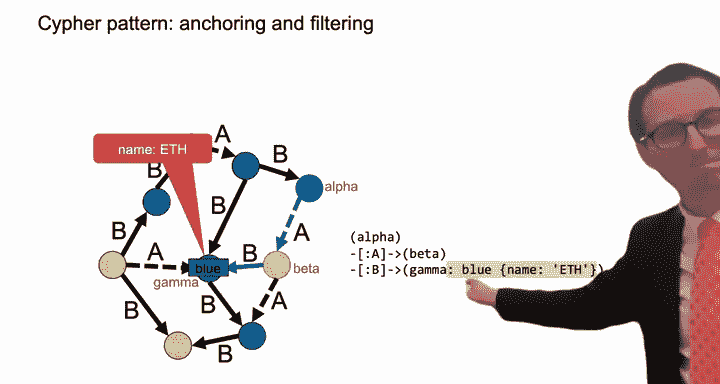 Cypher pattern: anchoring and filtering
name: ETH
A
B
B
alpha
B
B
A
A
(alpha)
-[:A]->(beta)
-[:B]->(gamma: blue {name: 'ETH'})
blue
B
beta
gamma
B
A
B
B